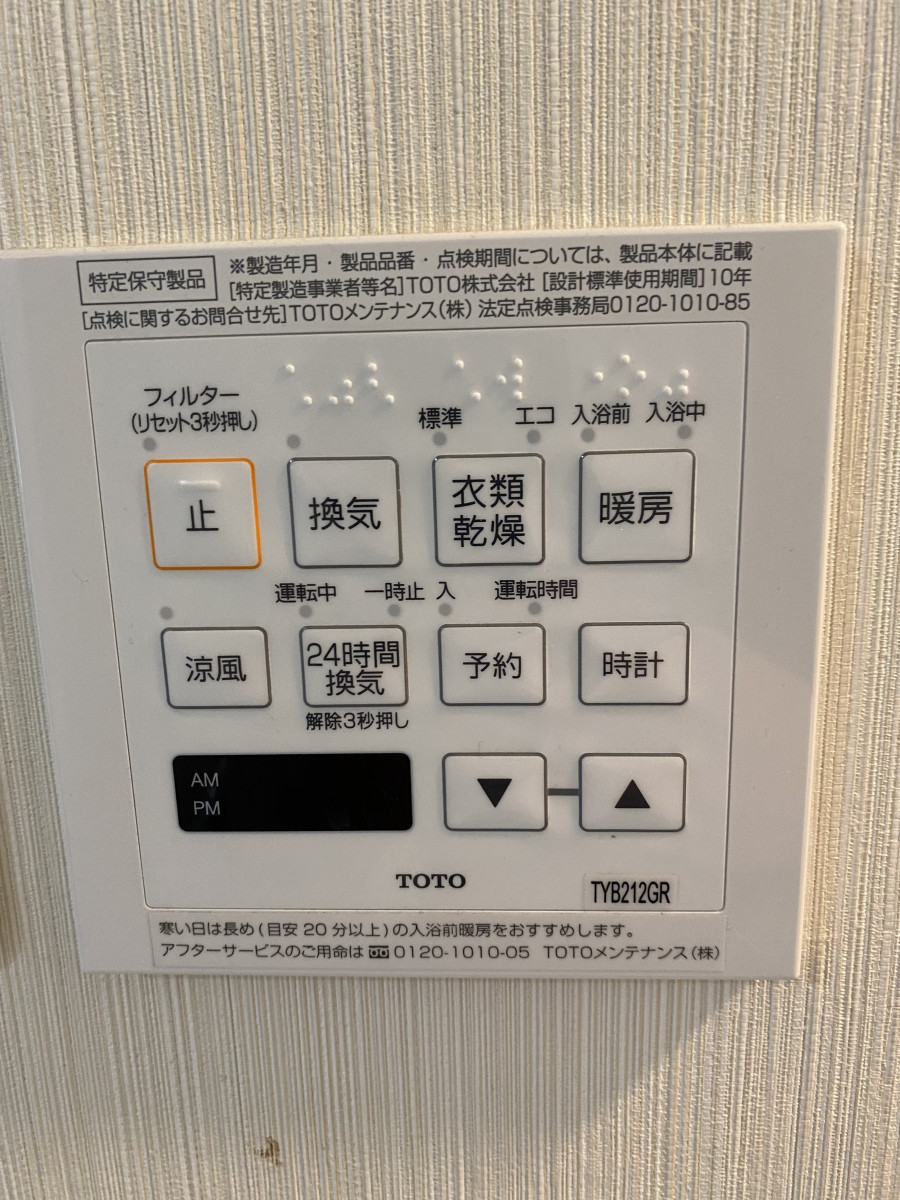 特定保守製品
※製造年月・製品品番・点検期間については、製品本体に記載
[特定製造事業者等名]TOTO株式会社 [設計標準使用期間]10年
[点検に関するお問合せ先]TOTOメンテナンス(株) 法定点検事務局0120-1010-85
フィルター
(リセット3秒押し)
標準 エコ 入浴前 入浴中
止 換気 衣類 暖房
乾燥
運転中 一時止 入 運転時間
涼風 24時間 予約 時計
換気
解除3秒押し
AM
PM
▼ ▲
TOTO
TYB212GR
寒い日は長め(目安20分以上)の入浴前暖房をおすすめします。
アフターサービスのご用命は 0120-1010-05 TOTOメンテナンス(株)